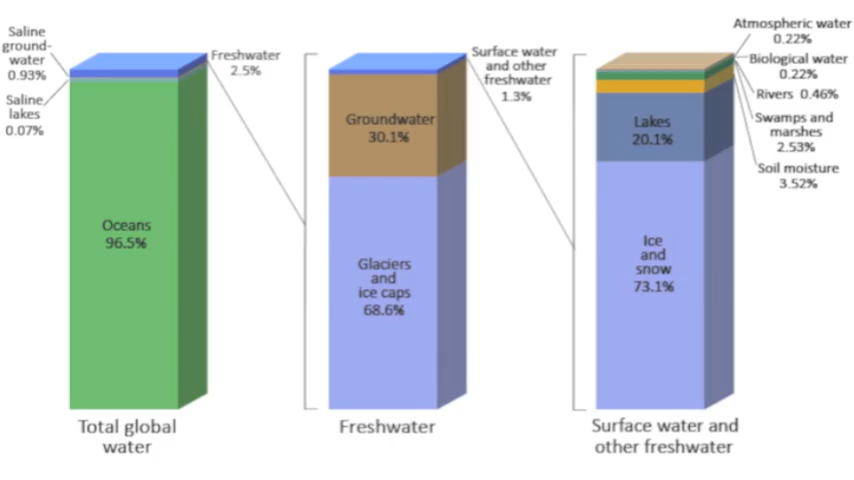 Saline
ground-
water
0.93%
Saline
lakes
0.07%
Freshwater
2.5%
Oceans
96.5%
Total global
water
Surface water
and other
freshwater
1.3%
Groundwater
30.1%
Glaciers
and
ice caps
68.6%
Freshwater
Atmospheric water
0.22%
Biological water
0.22%
Rivers 0.46%
Swamps and
marshes
2.53%
Soil moisture
3.52%
Lakes
20.1%
Ice
and
snow
73.1%
Surface water and
other freshwater